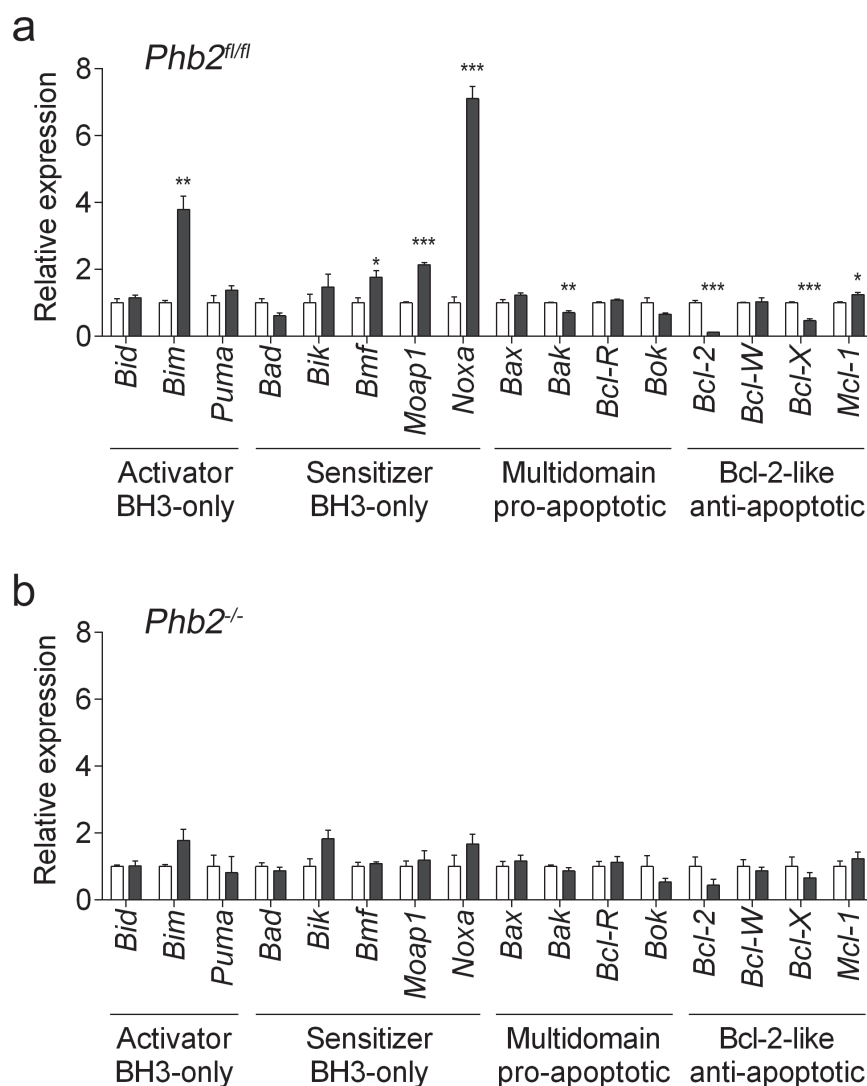 a
Phb2fl/fl
Relative expression
8
6
4
2
0
***
**
***
*
**
***
***
*
Bid
Bim
Puma
Bad
Bik
Bmf
Moap1
Noxa
Bax
Bak
Bcl-R
Bok
Bcl-2
Bcl-W
Bcl-X
Mcl-1
Activator
BH3-only
Sensitizer
BH3-only
Multidomain
pro-apoptotic
Bcl-2-like
anti-apoptotic
b
Phb2-/-
Relative expression
8
6
4
2
0
Bid
Bim
Puma
Bad
Bik
Bmf
Moap1
Noxa
Bax
Bak
Bcl-R
Bok
Bcl-2
Bcl-W
Bcl-X
Mcl-1
Activator
BH3-only
Sensitizer
BH3-only
Multidomain
pro-apoptotic
Bcl-2-like
anti-apoptotic